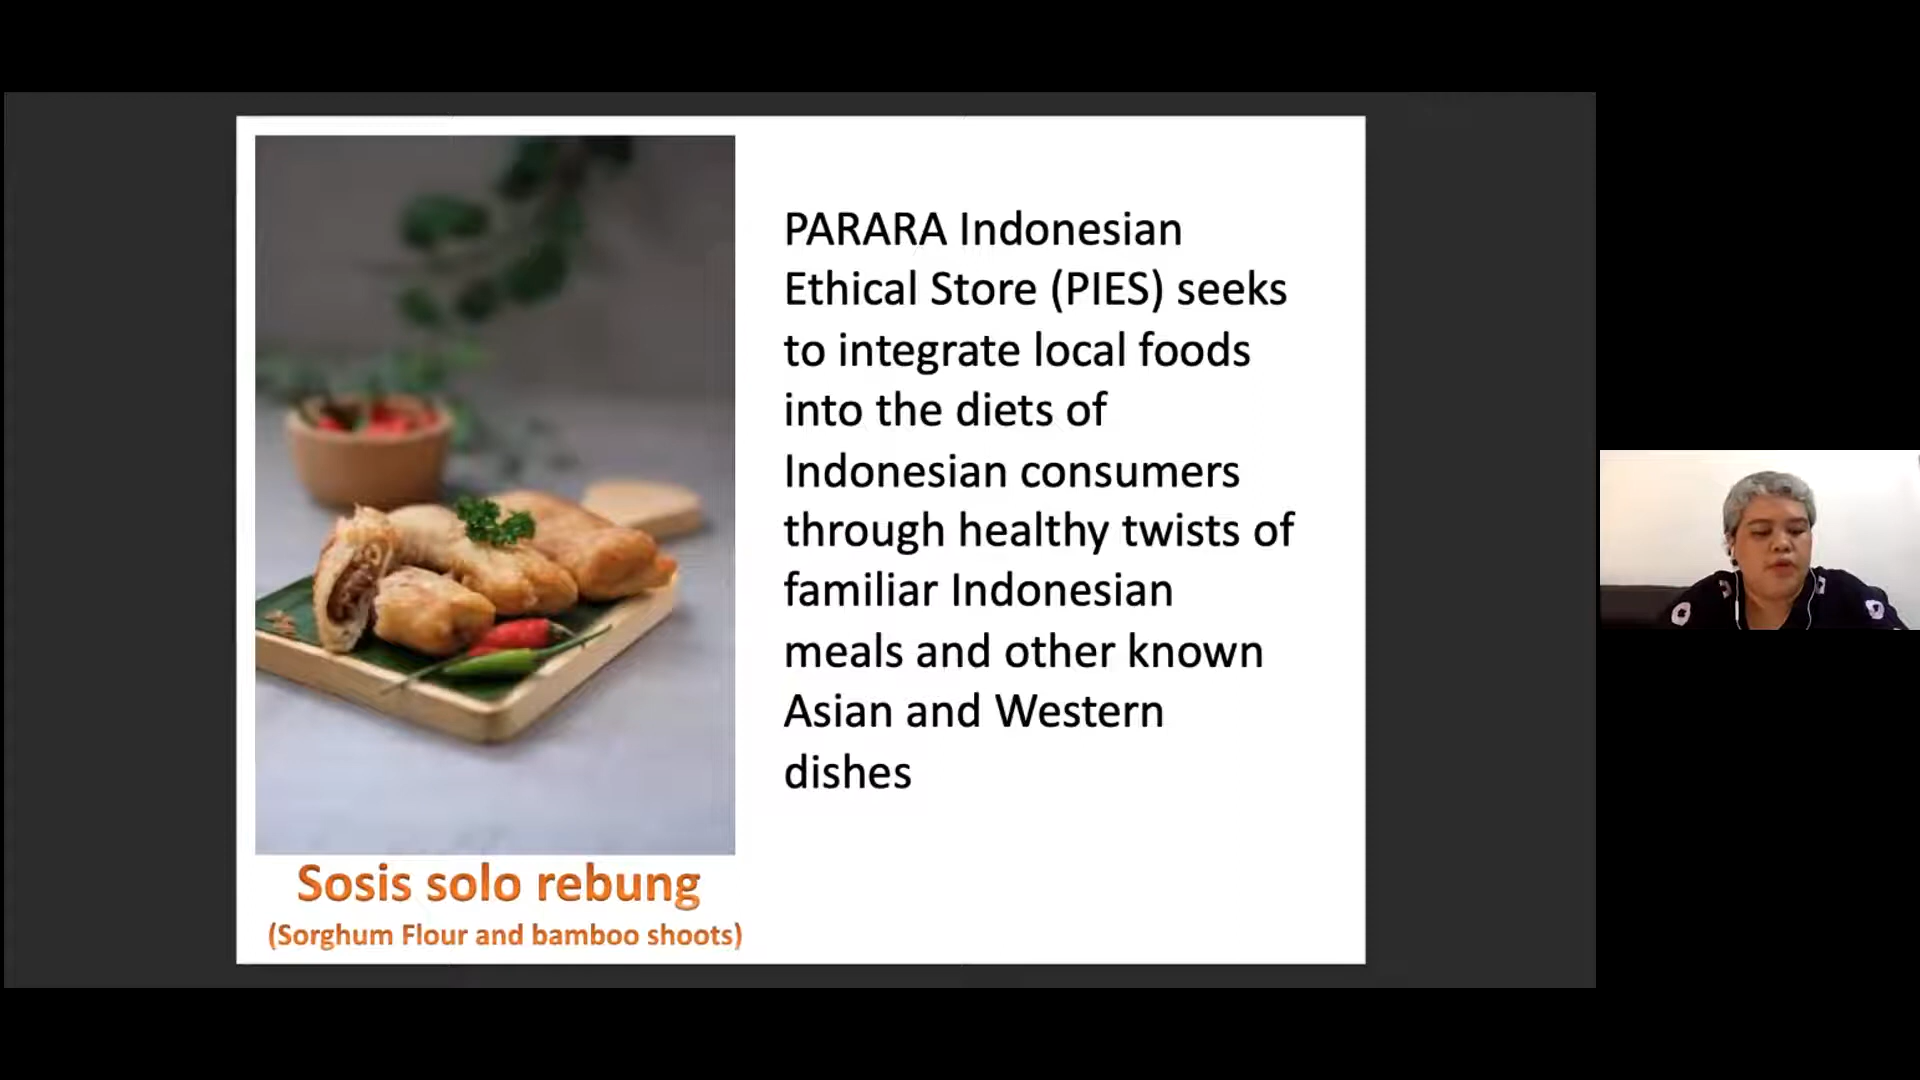 PARARA Indonesian
Ethical Store (PIES) seeks
to integrate local foods
into the diets of
Indonesian consumers
through healthy twists of
familiar Indonesian
meals and other known
Asian and Western
dishes
Sosis solo rebung
(Sorghum Flour and bamboo shoots)